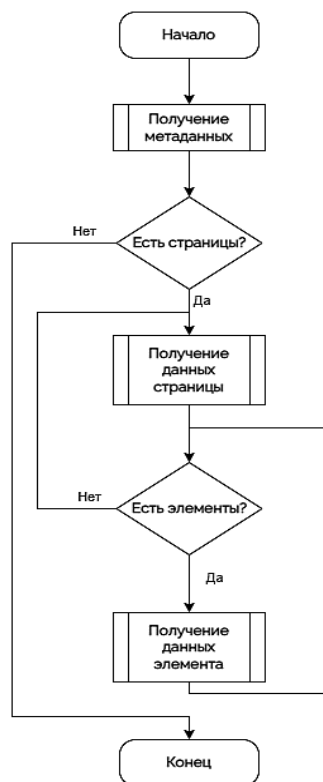 Начало
Получение
метаданных
Нет
Есть страницы?
Да
Получение
данных
страницы
Нет
Есть элементы?
Да
Получение
данных
элемента
Конец